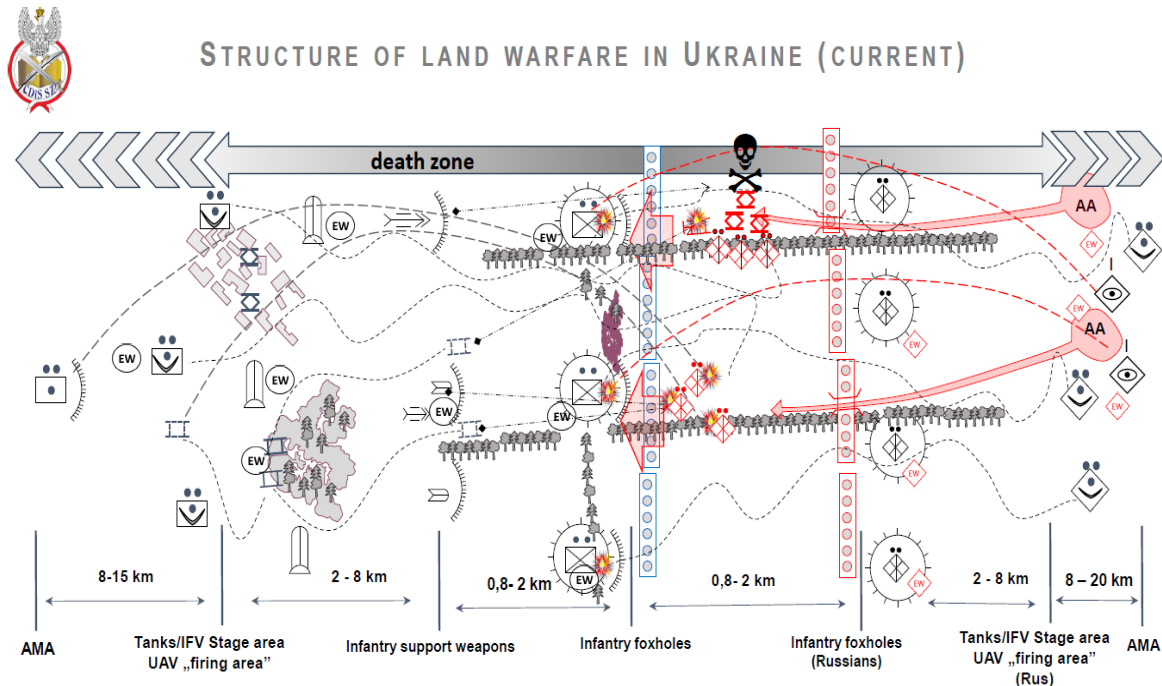 CDiS SZ
STRUCTURE OF LAND WARFARE IN UKRAINE (CURRENT)
death zone
AA
EW
EW
EW
EW
EW
AA
EW
EW
EW
EW
EW
EW
EW
EW
EW
EW
8-15 km
2 - 8 km
0,8- 2 km
0,8- 2 km
2 - 8 km
8 – 20 km
AMA
Tanks/IFV Stage area
UAV „firing area”
Infantry support weapons
Infantry foxholes
Infantry foxholes
(Russians)
Tanks/IFV Stage area
UAV „firing area”
(Rus)
AMA